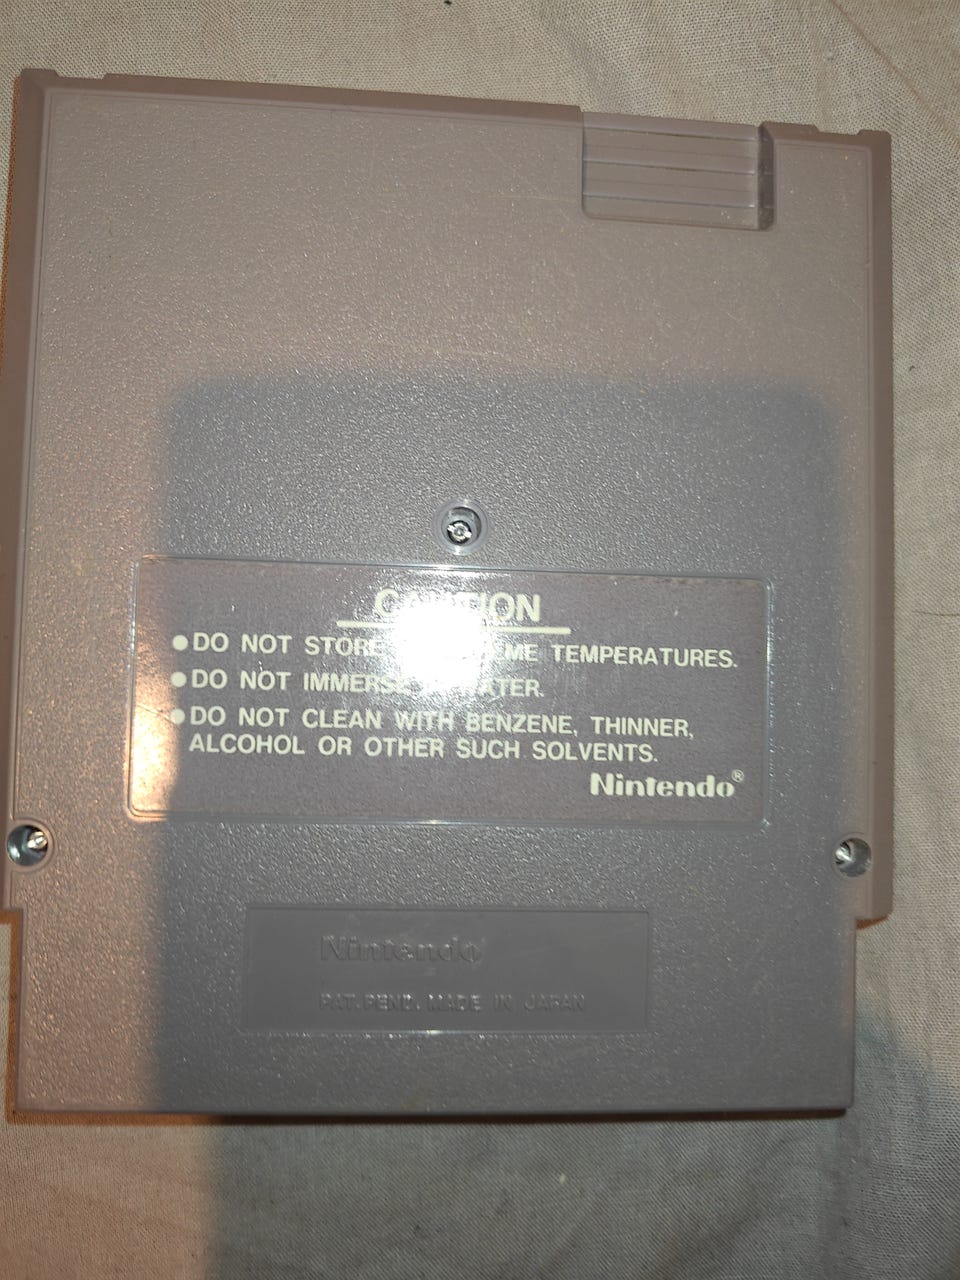 CAUTION
●DO NOT STORE EME TEMPERATURES.
●DO NOT IMMERSE WATER.
●DO NOT CLEAN WITH BENZENE, THINNER,
ALCOHOL OR OTHER SUCH SOLVENTS.
Nintendo®
Nintendo
PAT. PEND. MADE IN JAPAN